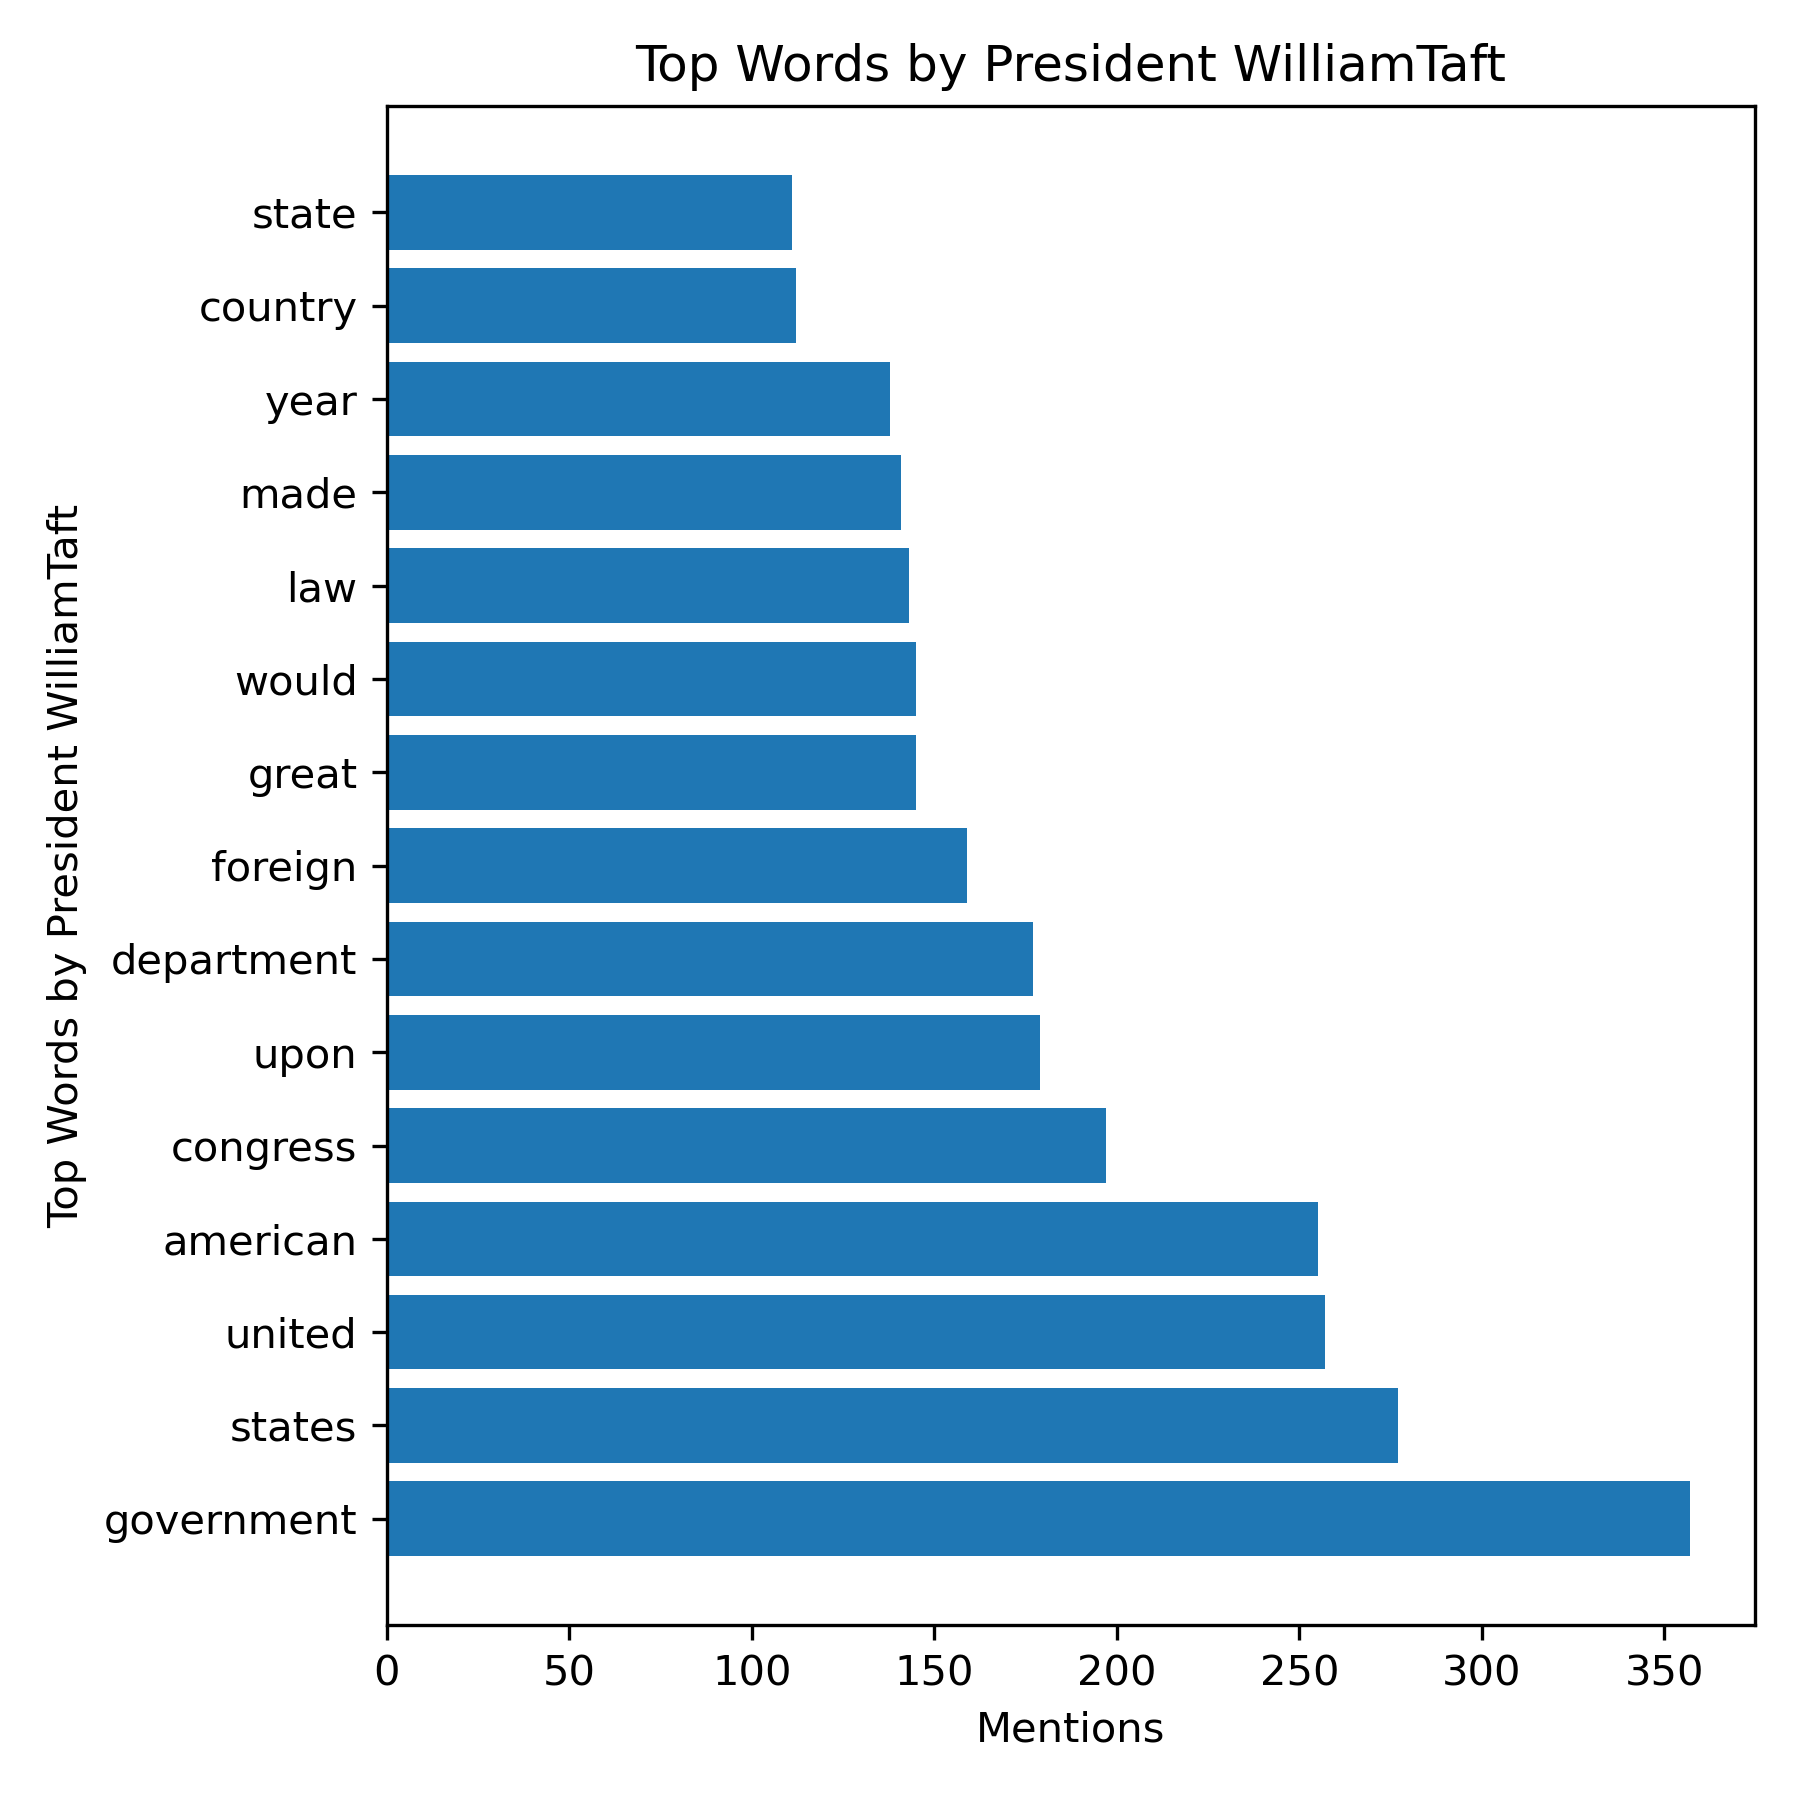 Top Words by President WilliamTaft
Top Words by President WilliamTaft
state
country
year
made
law
would
great
foreign
department
upon
congress
american
united
states
government
0 50 100 150 200 250 300 350
Mentions